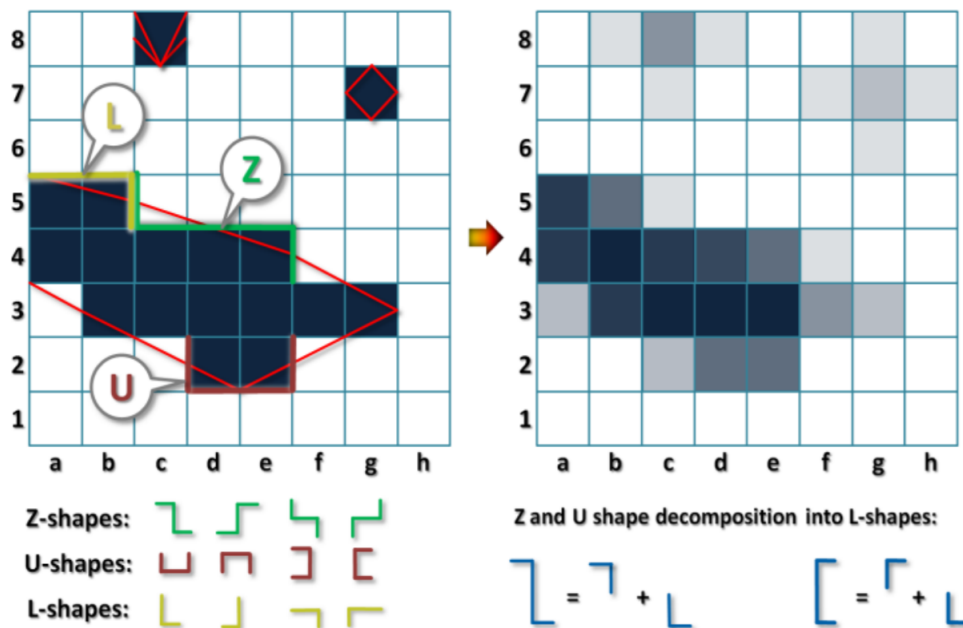 8 8
7 7
L
6 6
Z
5 5
4 4
3 3
2 2
U
1 1
a b c d e f g h a b c d e f g h
Z-shapes:
U-shapes:
L-shapes:
Z and U shape decomposition into L-shapes:
= + = +